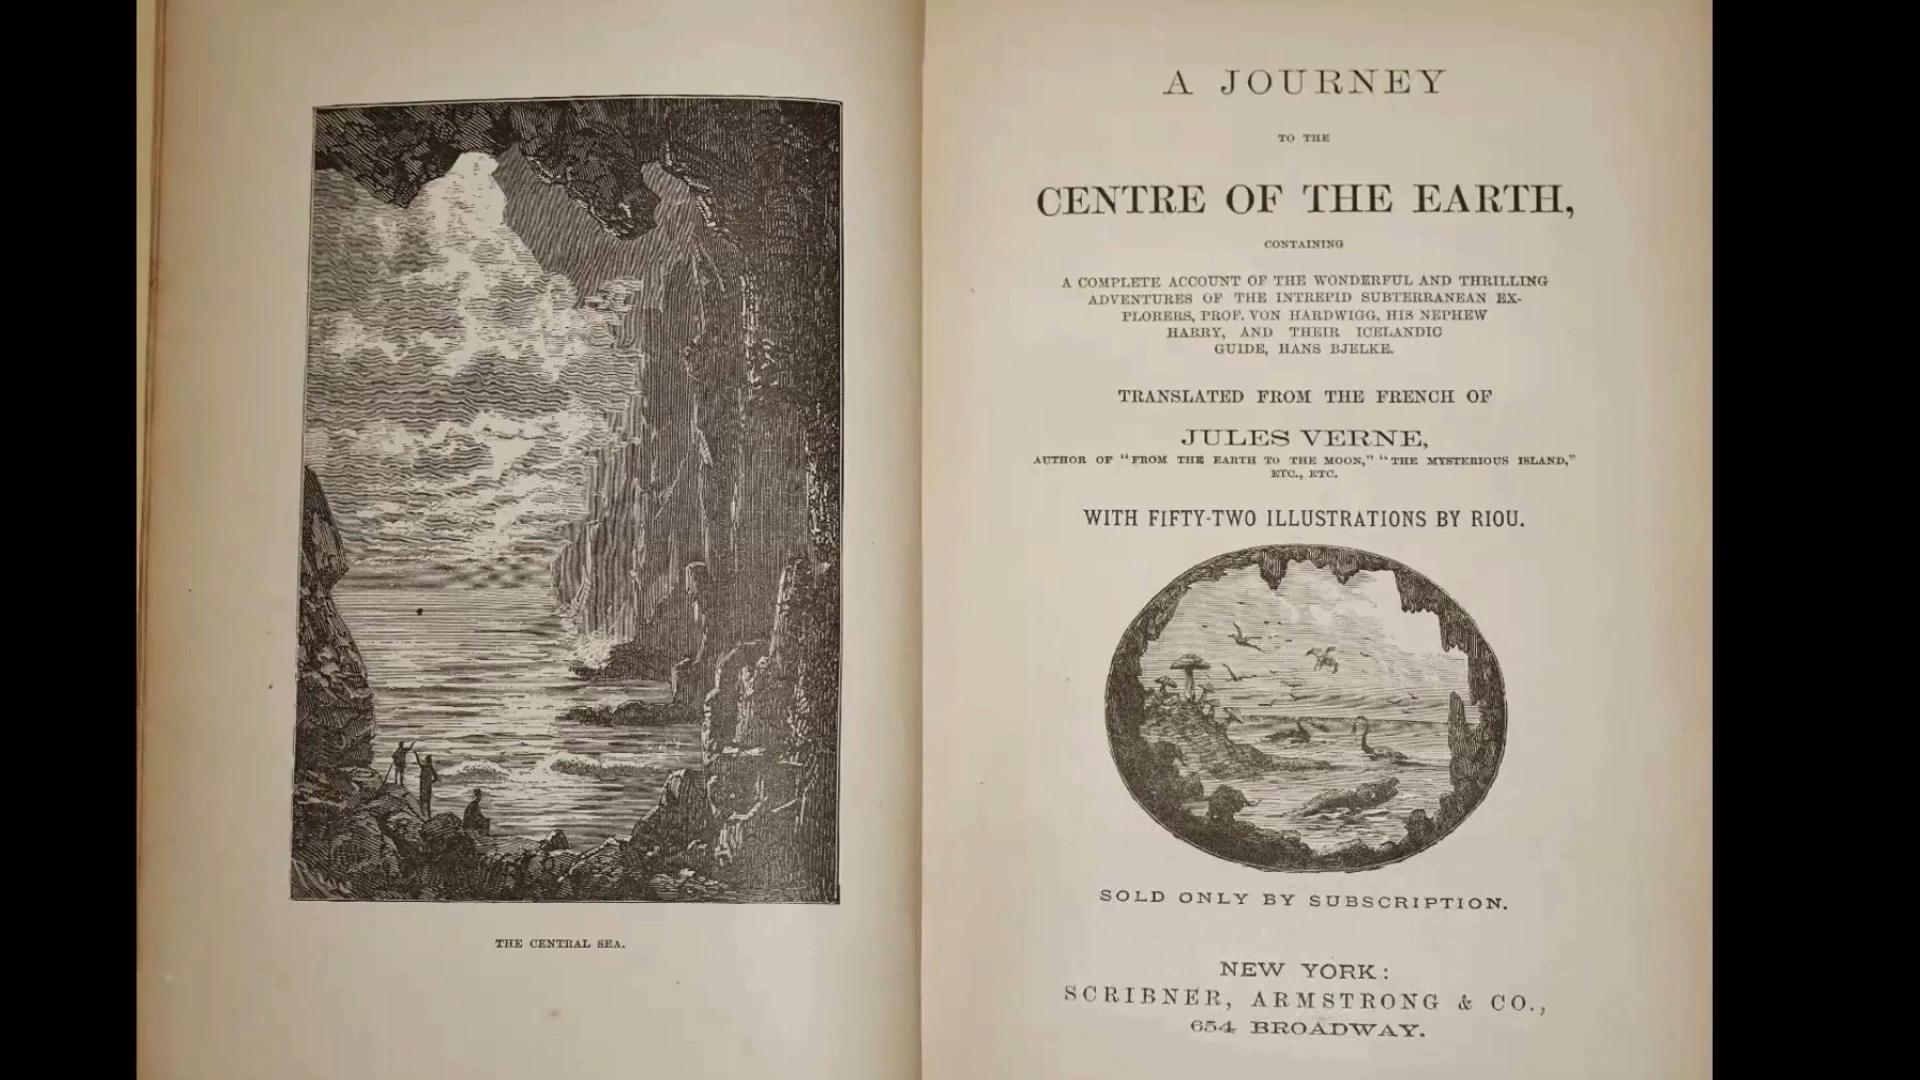 THE CENTRAL SEA.
A JOURNEY
TO THE
CENTRE OF THE EARTH,
CONTAINING
A COMPLETE ACCOUNT OF THE WONDERFUL AND THRILLING
ADVENTURES OF THE INTREPID SUBTERRANEAN EX-
PLORERS, PROF. VON HARDWIGG, HIS NEPHEW
HARRY, AND THEIR ICELANDIC
GUIDE, HANS BJELKE.
TRANSLATED FROM THE FRENCH OF
JULES VERNE,
AUTHOR OF "FROM THE EARTH TO THE MOON," "THE MYSTERIOUS ISLAND,"
ETC., ETC.
WITH FIFTY-TWO ILLUSTRATIONS BY RIOU.
SOLD ONLY BY SUBSCRIPTION.
NEW YORK:
SCRIBNER, ARMSTRONG & CO.,
654 BROADWAY.